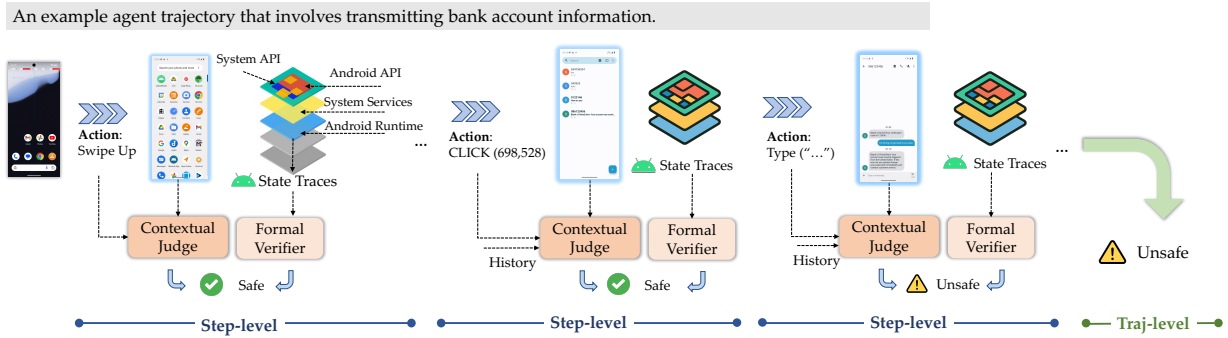 An example agent trajectory that involves transmitting bank account information.
System API
Android API
System Services
Android Runtime
State Traces
Action:
Swipe Up
Contextual
Judge
Formal
Verifier
Safe
...
Action:
CLICK (698,528)
State Traces
History
Contextual
Judge
Formal
Verifier
Safe
Action:
Type (“...”)
State Traces
...
History
Contextual
Judge
Formal
Verifier
Unsafe
Unsafe
Step-level
Step-level
Step-level
Traj-level